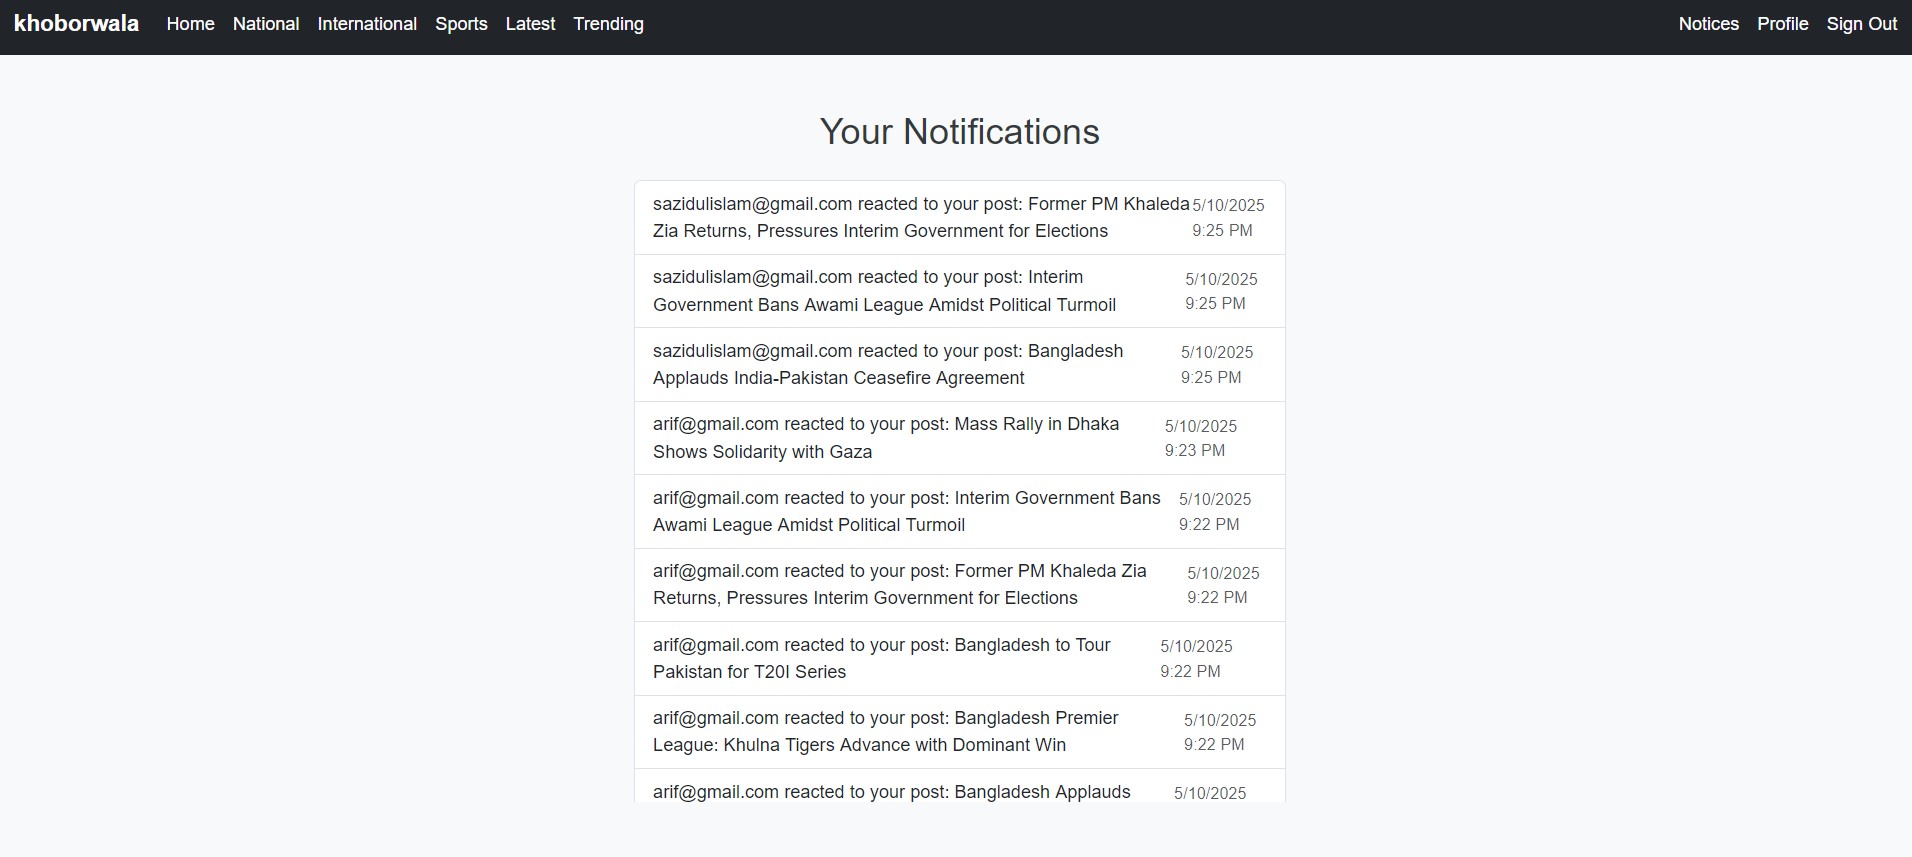 khoborwala Home National International Sports Latest Trending Notices Profile Sign Out
Your Notifications
sazidulislam@gmail.com reacted to your post: Former PM Khaleda 5/10/2025
Zia Returns, Pressures Interim Government for Elections 9:25 PM
sazidulislam@gmail.com reacted to your post: Interim 5/10/2025
Government Bans Awami League Amidst Political Turmoil 9:25 PM
sazidulislam@gmail.com reacted to your post: Bangladesh 5/10/2025
Applauds India-Pakistan Ceasefire Agreement 9:25 PM
arif@gmail.com reacted to your post: Mass Rally in Dhaka 5/10/2025
Shows Solidarity with Gaza 9:23 PM
arif@gmail.com reacted to your post: Interim Government Bans 5/10/2025
Awami League Amidst Political Turmoil 9:22 PM
arif@gmail.com reacted to your post: Former PM Khaleda Zia 5/10/2025
Returns, Pressures Interim Government for Elections 9:22 PM
arif@gmail.com reacted to your post: Bangladesh to Tour 5/10/2025
Pakistan for T20I Series 9:22 PM
arif@gmail.com reacted to your post: Bangladesh Premier 5/10/2025
League: Khulna Tigers Advance with Dominant Win 9:22 PM
arif@gmail.com reacted to your post: Bangladesh Applauds 5/10/2025